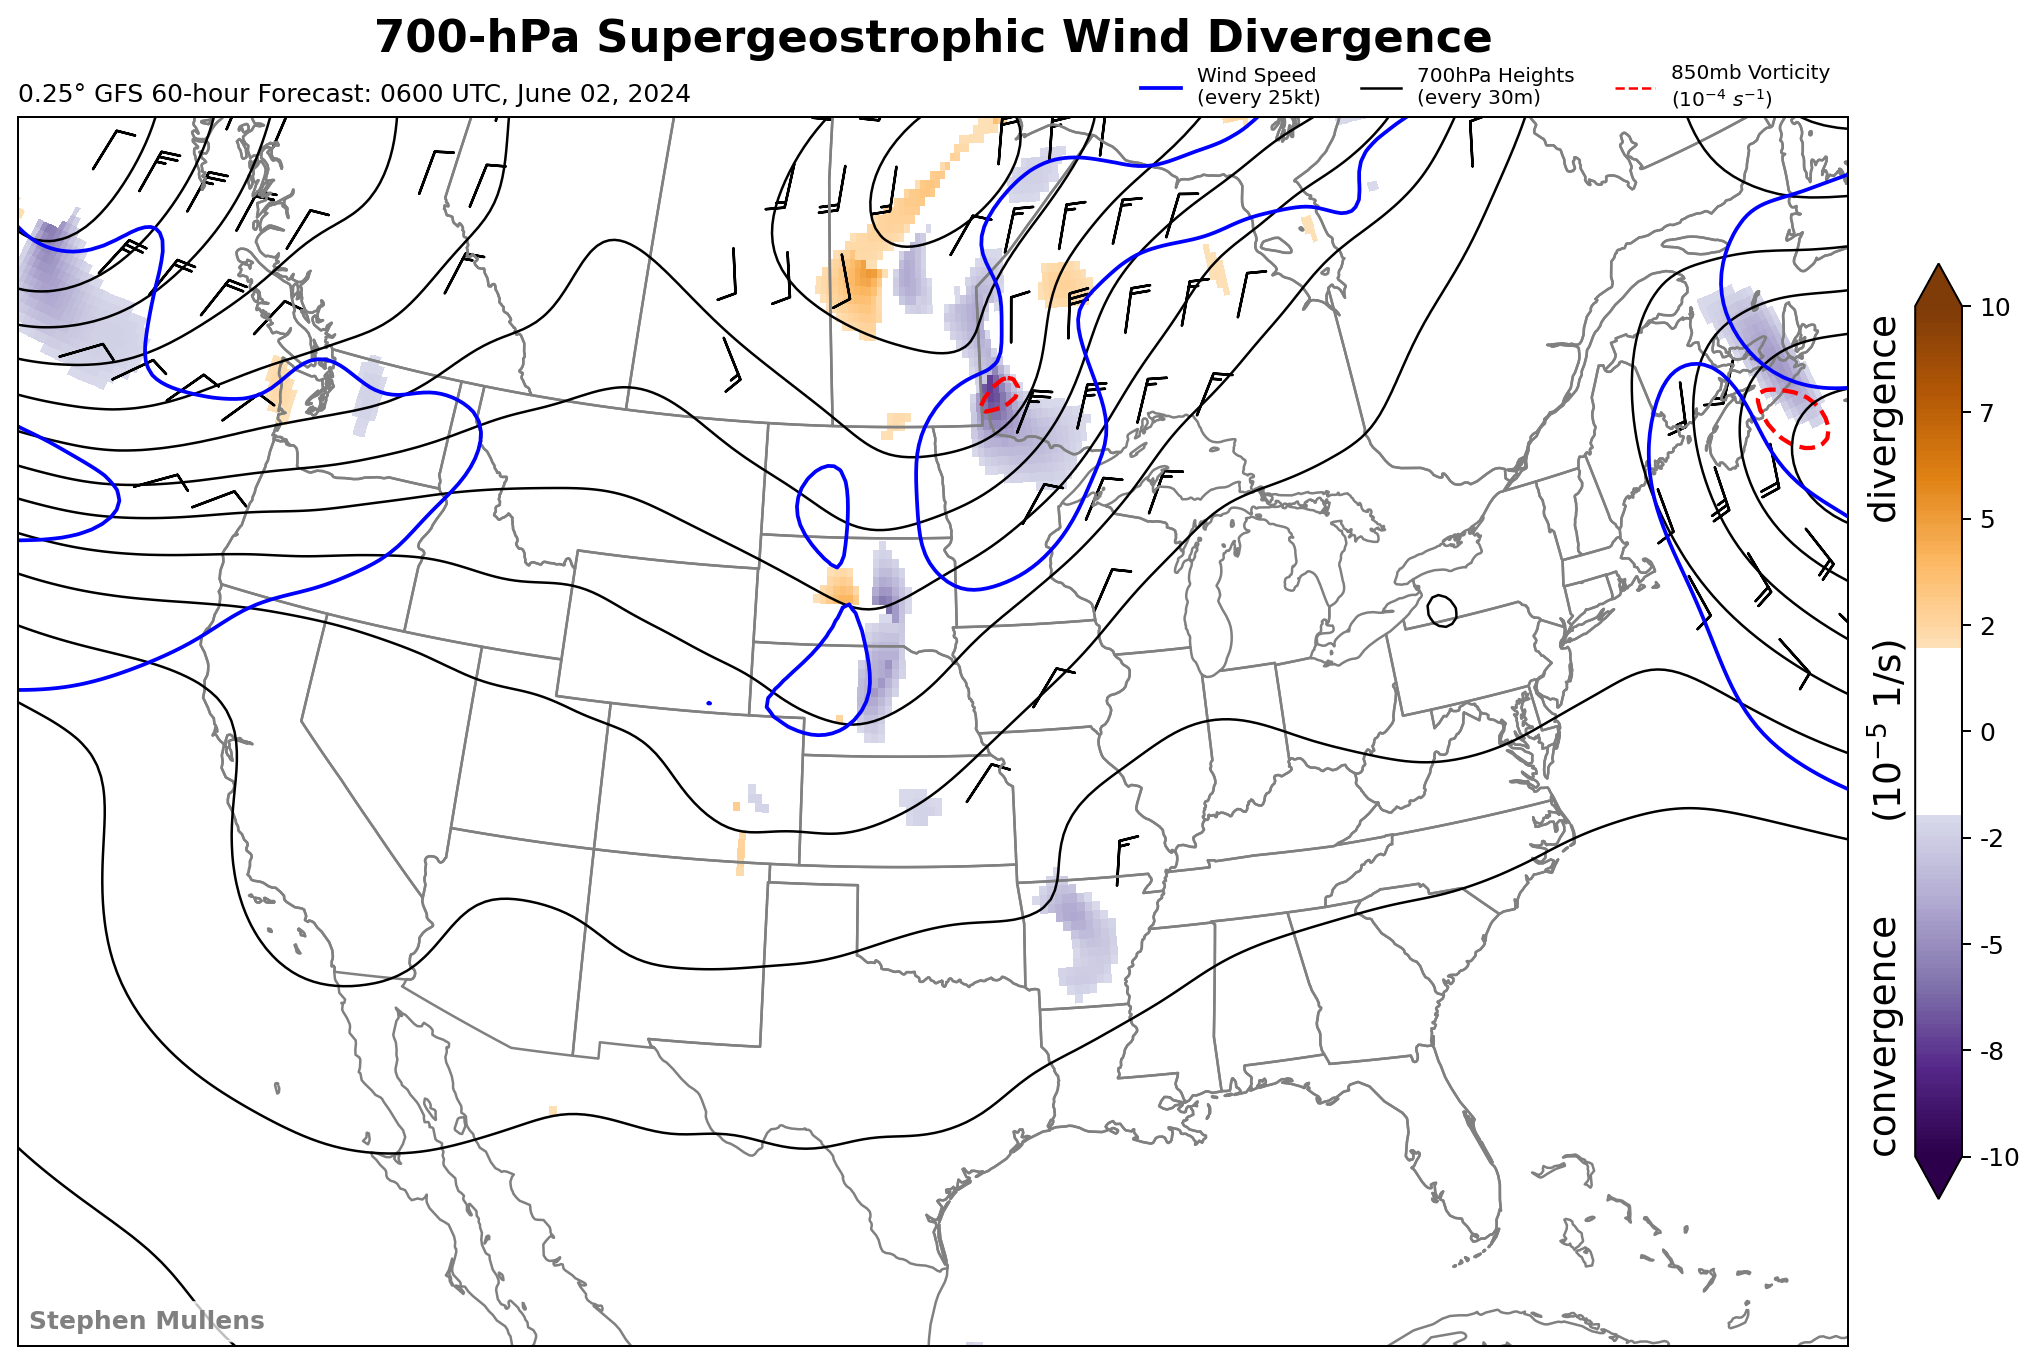 700-hPa Supergeostrophic Wind Divergence
0.25° GFS 60-hour Forecast: 0600 UTC, June 02, 2024
Wind Speed
(every 25kt)
700hPa Heights
(every 30m)
850mb Vorticity
(10⁻⁴ s⁻¹)
10
7
5
2
0
-2
-5
-8
-10
convergence (10⁻⁵ 1/s) divergence
Stephen Mullens